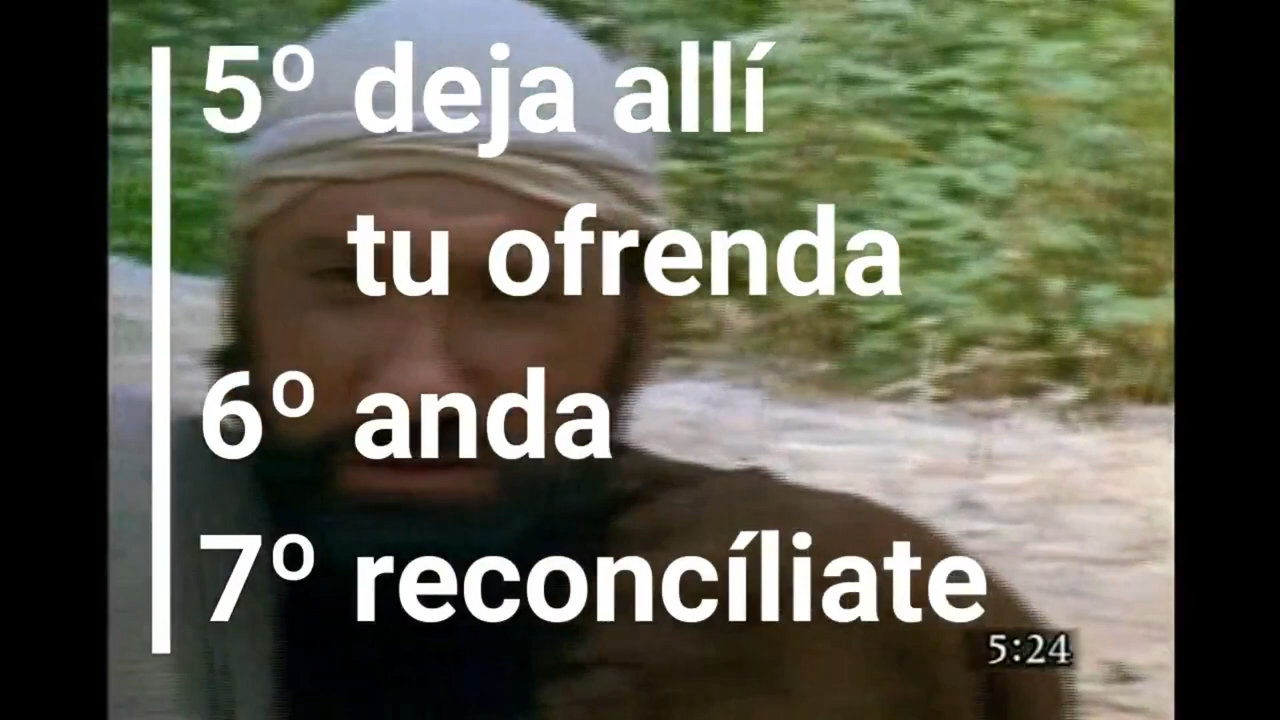 5º deja allí
tu ofrenda
6º anda
7º reconcíliate
5:24